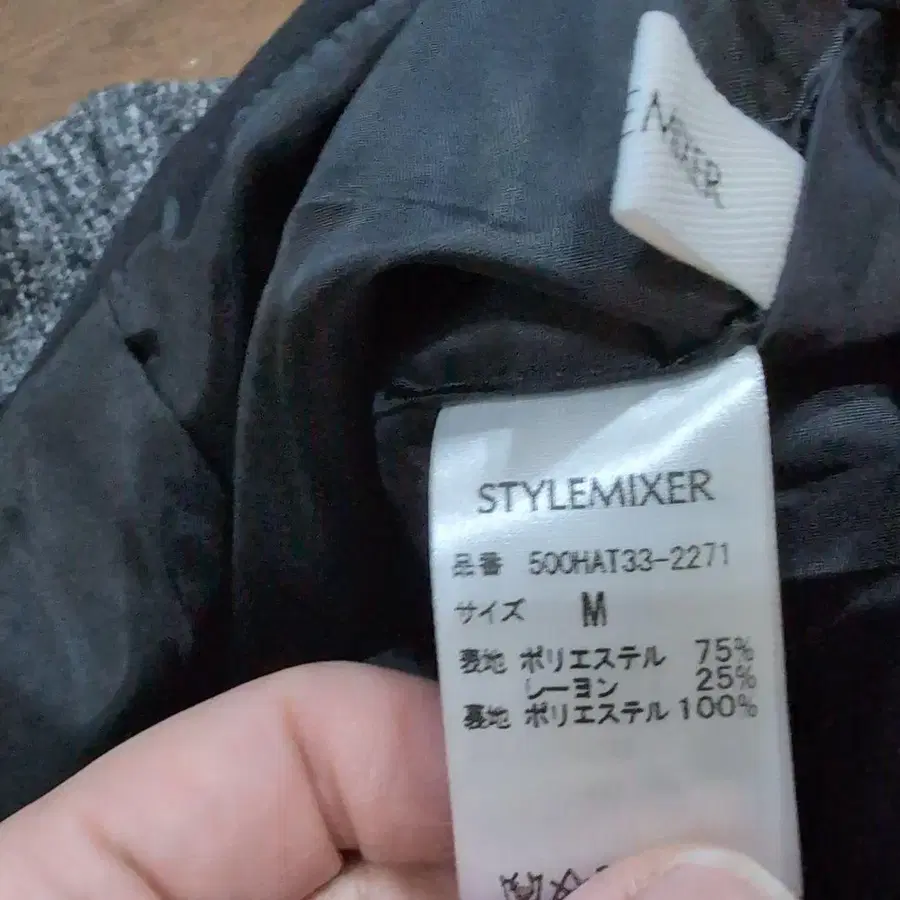 EMIXER
STYLEMIXER
品番 500HAT33-2271
サイズ M
表地 ポリエステル 75%
レーヨン 25%
裏地 ポリエステル 100%